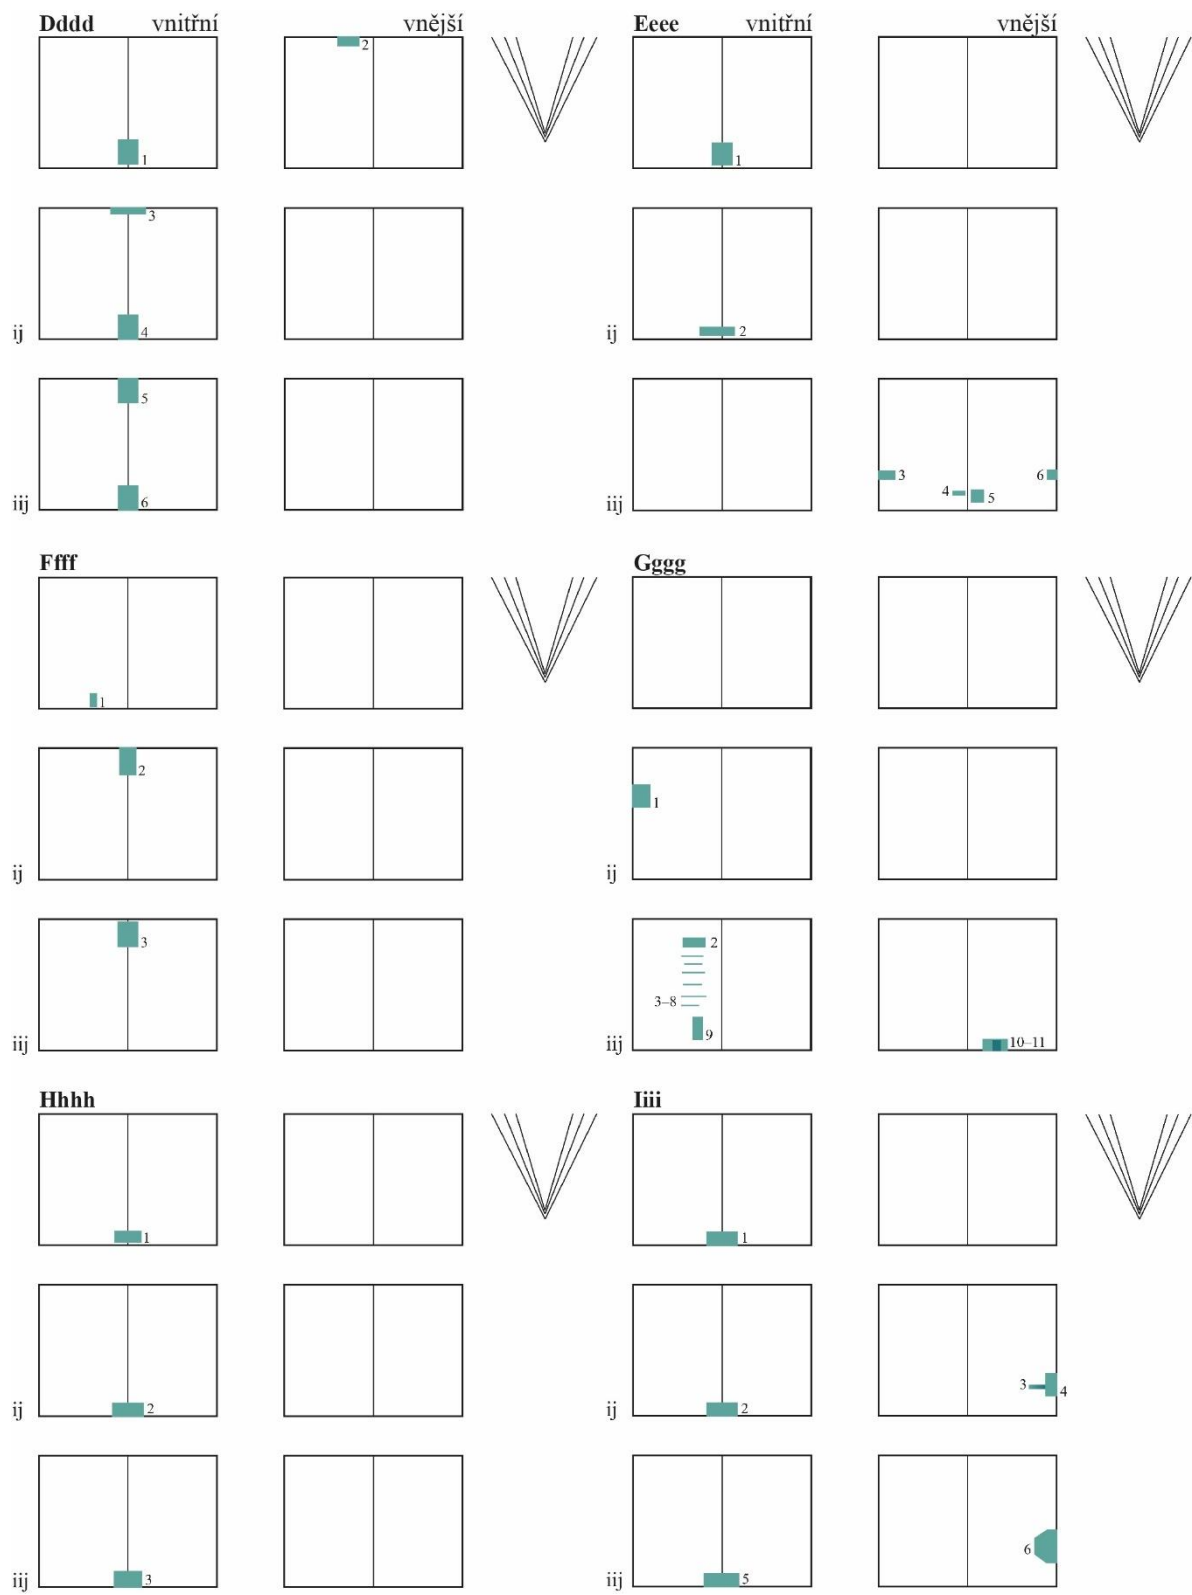 Dddd vnitřní vnější Eeee vnitřní vnější
2
1 1
3
ij 4 ij 2
5
3 6
4 5
iij 6 iij
Ffff Gggg
1
2
1
ij ij
3 2
3–8
9
iij iij 10–11
Hhhh Iiii
1 1
3 4
ij 2 ij 2
6
iij 3 iij 5